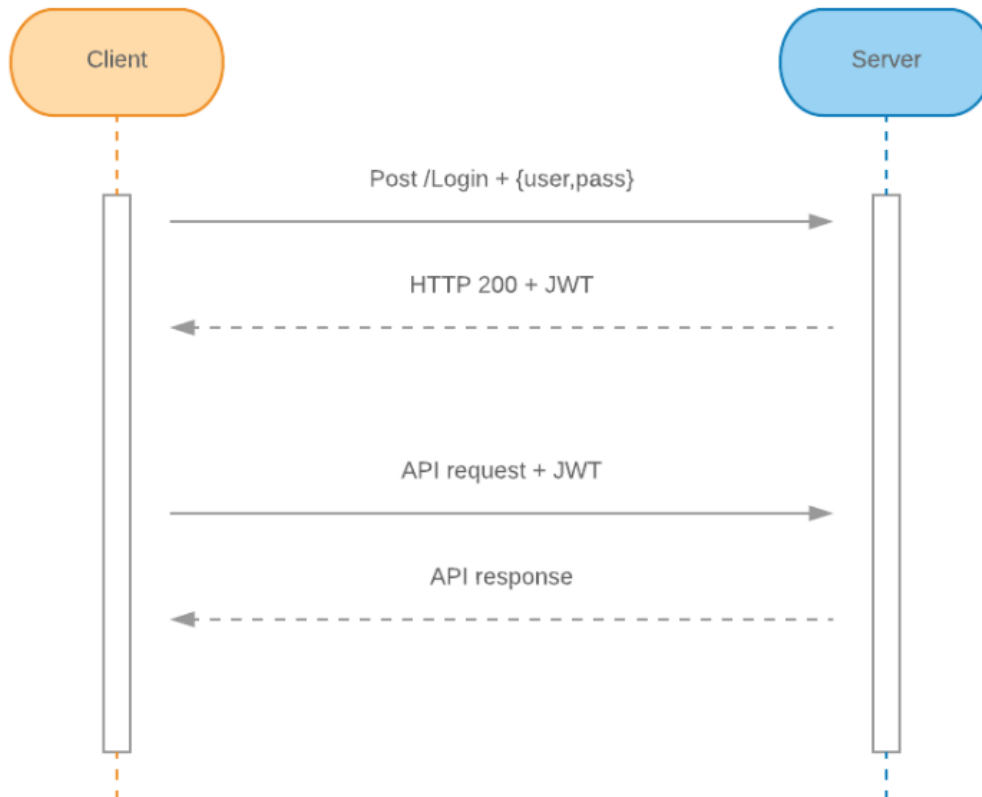 Client
Server
Post /Login + {user,pass}
HTTP 200 + JWT
API request + JWT
API response